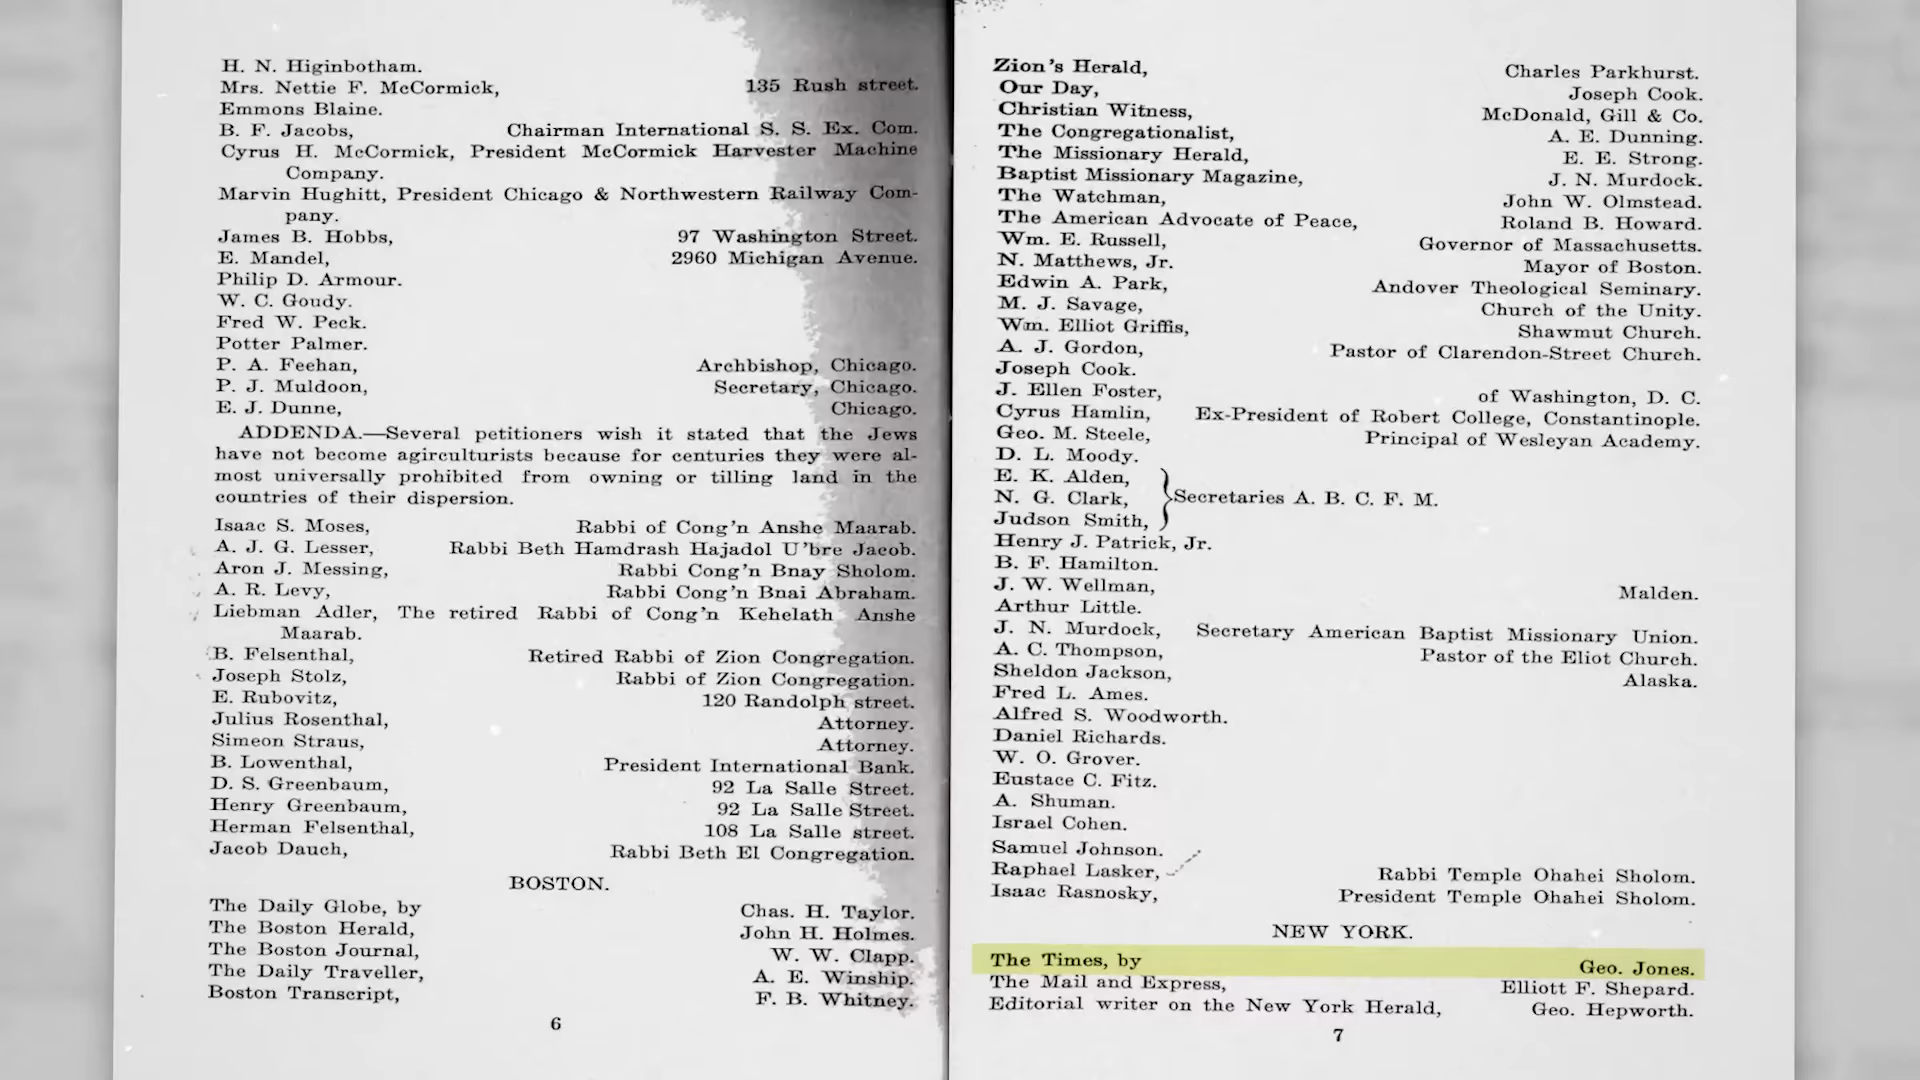 H. N. Higinbotham.
Mrs. Nettie F. McCormick, 135 Rush street.
Emmons Blaine.
B. F. Jacobs, Chairman International S. S. Ex. Com.
Cyrus H. McCormick, President McCormick Harvester Machine
Company.
Marvin Hughitt, President Chicago & Northwestern Railway Com-
pany.
James B. Hobbs, 97 Washington Street.
E. Mandel, 2960 Michigan Avenue.
Philip D. Armour.
W. C. Goudy.
Fred W. Peck.
Potter Palmer.
P. A. Feehan, Archbishop, Chicago.
P. J. Muldoon, Secretary, Chicago.
E. J. Dunne, Chicago.
ADDENDA.—Several petitioners wish it stated that the Jews
have not become agirculturists because for centuries they were al-
most universally prohibited from owning or tilling land in the
countries of their dispersion.
Isaac S. Moses, Rabbi of Cong'n Anshe Maarab.
A. J. G. Lesser, Rabbi Beth Hamdrash Hajadol U'bre Jacob.
Aron J. Messing, Rabbi Cong'n Bnay Sholom.
A. R. Levy, Rabbi Cong'n Bnai Abraham.
Liebman Adler, The retired Rabbi of Cong'n Kehelath Anshe
Maarab.
B. Felsenthal, Retired Rabbi of Zion Congregation.
Joseph Stolz, Rabbi of Zion Congregation.
E. Rubovitz, 120 Randolph street.
Julius Rosenthal, Attorney.
Simeon Straus, Attorney.
B. Lowenthal, President International Bank.
D. S. Greenbaum, 92 La Salle Street.
Henry Greenbaum, 92 La Salle Street.
Herman Felsenthal, 108 La Salle street.
Jacob Dauch, Rabbi Beth El Congregation.
BOSTON.
The Daily Globe, by Chas. H. Taylor.
The Boston Herald, John H. Holmes.
The Boston Journal, W. W. Clapp.
The Daily Traveller, A. E. Winship.
Boston Transcript, F. B. Whitney.
6
Zion's Herald, Charles Parkhurst.
Our Day, Joseph Cook.
Christian Witness, McDonald, Gill & Co.
The Congregationalist, A. E. Dunning.
The Missionary Herald, E. E. Strong.
Baptist Missionary Magazine, J. N. Murdock.
The Watchman, John W. Olmstead.
The American Advocate of Peace, Roland B. Howard.
Wm. E. Russell, Governor of Massachusetts.
N. Matthews, Jr. Mayor of Boston.
Edwin A. Park, Andover Theological Seminary.
M. J. Savage, Church of the Unity.
Wm. Elliot Griffis, Shawmut Church.
A. J. Gordon, Pastor of Clarendon-Street Church.
Joseph Cook.
J. Ellen Foster, of Washington, D. C.
Cyrus Hamlin, Ex-President of Robert College, Constantinople.
Geo. M. Steele, Principal of Wesleyan Academy.
D. L. Moody.
E. K. Alden,
N. G. Clark, Secretaries A. B. C. F. M.
Judson Smith,
Henry J. Patrick, Jr.
B. F. Hamilton.
J. W. Wellman, Malden.
Arthur Little.
J. N. Murdock, Secretary American Baptist Missionary Union.
A. C. Thompson, Pastor of the Eliot Church.
Sheldon Jackson, Alaska.
Fred L. Ames.
Alfred S. Woodworth.
Daniel Richards.
W. O. Grover.
Eustace C. Fitz.
A. Shuman.
Israel Cohen.
Samuel Johnson.
Raphael Lasker, Rabbi Temple Ohahei Sholom.
Isaac Rasnosky, President Temple Ohahei Sholom.
NEW YORK.
The Times, by Geo. Jones.
The Mail and Express, Elliott F. Shepard.
Editorial writer on the New York Herald, Geo. Hepworth.
7